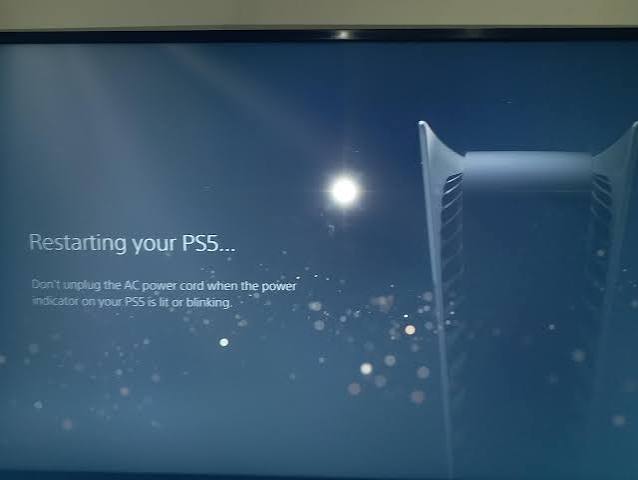 Restarting your PS5...
Don't unplug the AC power cord when the power
indicator on your PS5 is lit or blinking.